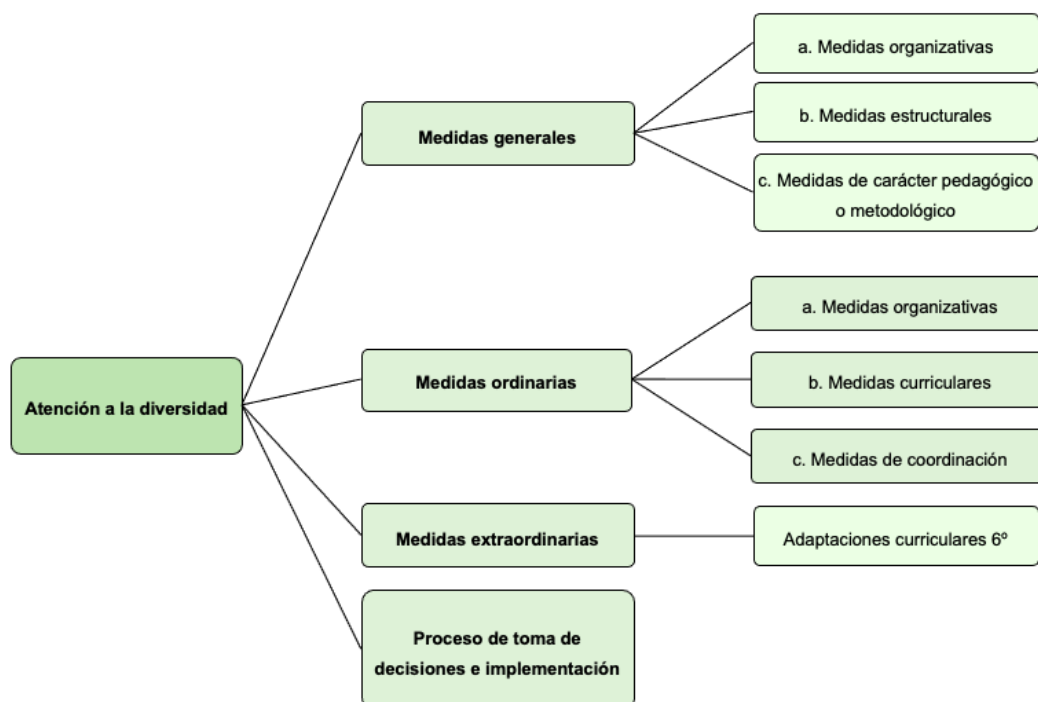 Atención a la diversidad
Medidas generales
a. Medidas organizativas
b. Medidas estructurales
c. Medidas de carácter pedagógico
o metodológico
Medidas ordinarias
a. Medidas organizativas
b. Medidas curriculares
c. Medidas de coordinación
Medidas extraordinarias
Adaptaciones curriculares 6º
Proceso de toma de
decisiones e implementación